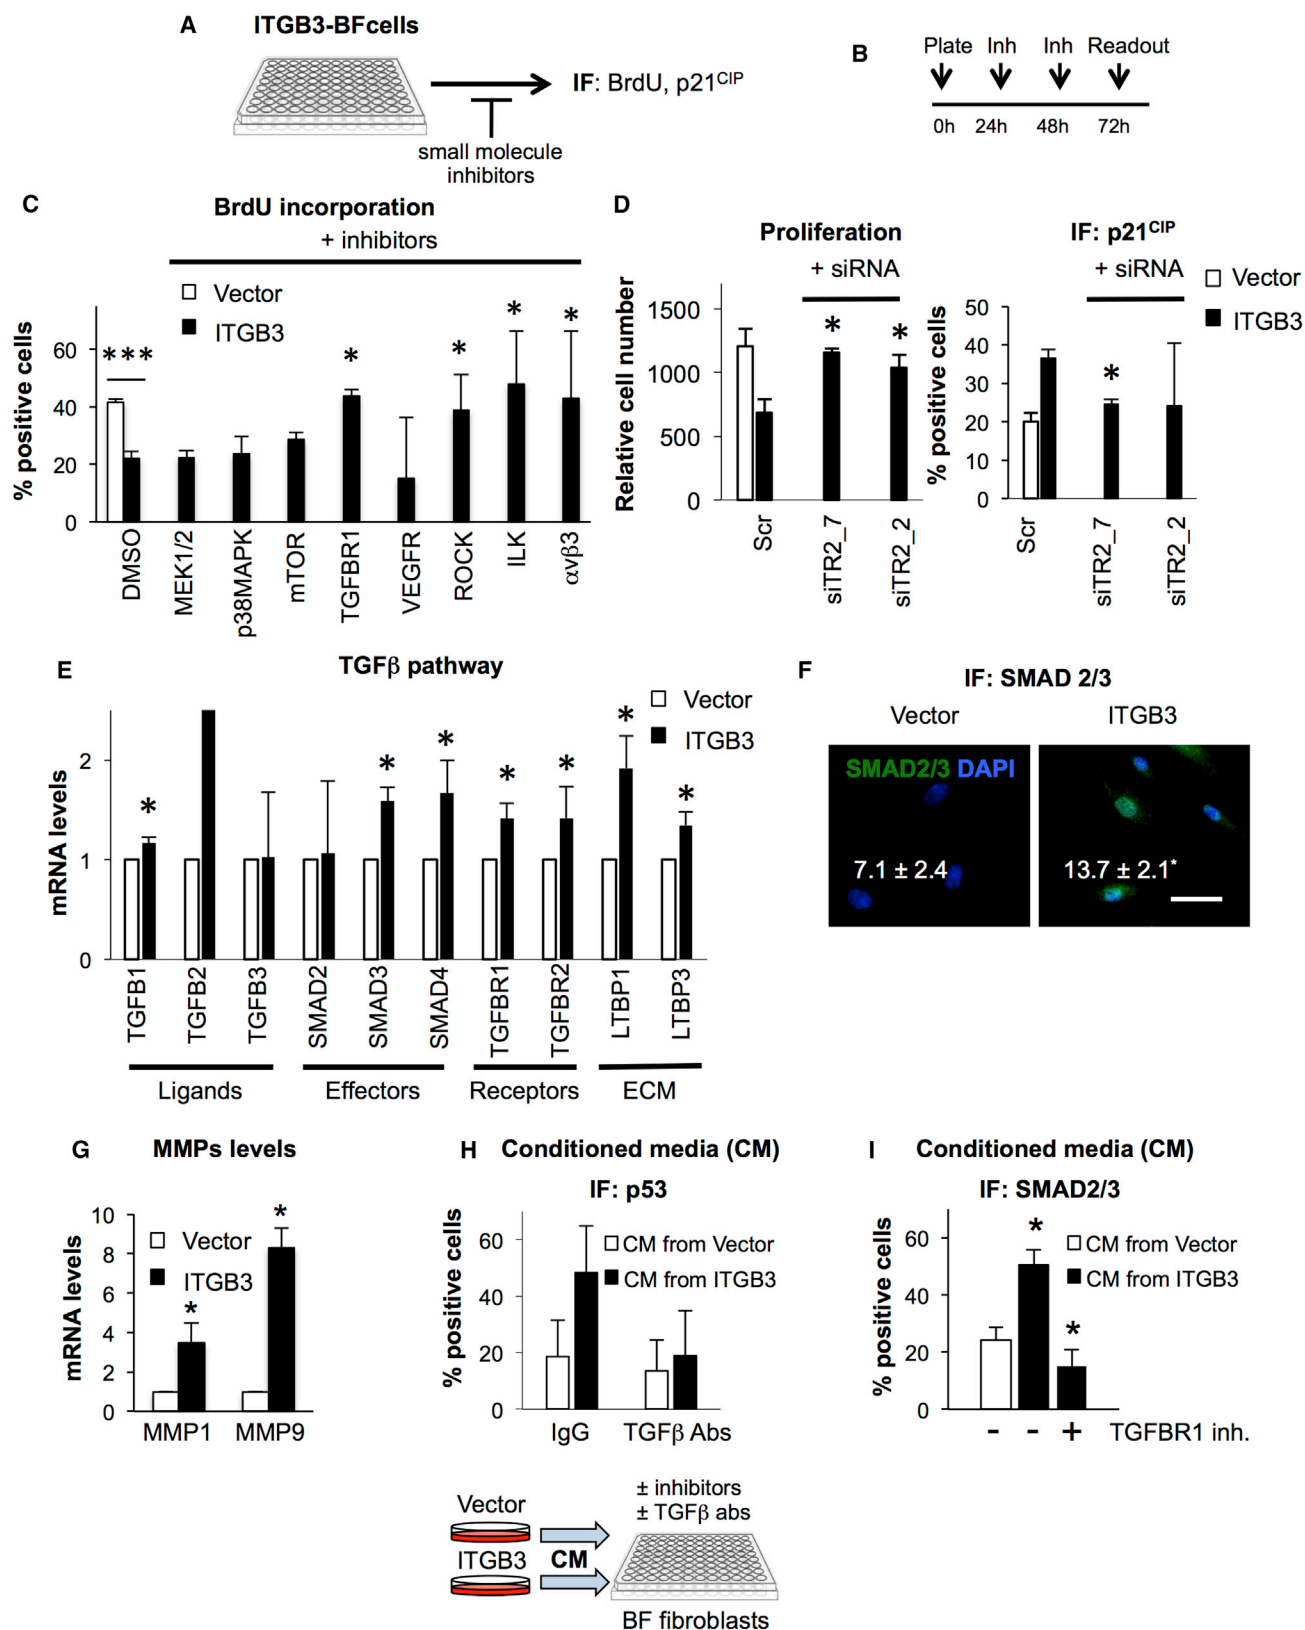 A
ITGB3-BFcells
IF: BrdU, p21CIP
small molecule
inhibitors
B
Plate Inh Inh Readout
0h 24h 48h 72h
C
BrdU incorporation
+ inhibitors
Vector
ITGB3
% positive cells
60
40
20
0
***
*
*
*
*
DMSO
MEK1/2
p38MAPK
mTOR
TGFBR1
VEGFR
ROCK
ILK
αvβ3
D
Proliferation
+ siRNA
Relative cell number
1500
1000
500
0
*
*
Scr
siTR2_7
siTR2_2
IF: p21CIP
+ siRNA
Vector
ITGB3
% positive cells
50
40
30
20
10
0
*
Scr
siTR2_7
siTR2_2
E
TGFβ pathway
Vector
ITGB3
mRNA levels
2
1
0
*
*
*
*
*
*
*
TGFB1
TGFB2
TGFB3
SMAD2
SMAD3
SMAD4
TGFBR1
TGFBR2
LTBP1
LTBP3
Ligands
Effectors
Receptors
ECM
F
IF: SMAD 2/3
Vector
ITGB3
SMAD2/3 DAPI
7.1 ± 2.4
13.7 ± 2.1*
G
MMPs levels
mRNA levels
10
8
6
4
2
0
Vector
ITGB3
*
*
MMP1
MMP9
H
Conditioned media (CM)
IF: p53
% positive cells
60
40
20
0
CM from Vector
CM from ITGB3
IgG
TGFβ Abs
Vector
ITGB3
CM
± inhibitors
± TGFβ abs
BF fibroblasts
I
Conditioned media (CM)
IF: SMAD2/3
% positive cells
60
40
20
0
*
*
CM from Vector
CM from ITGB3
- - + TGFBR1 inh.